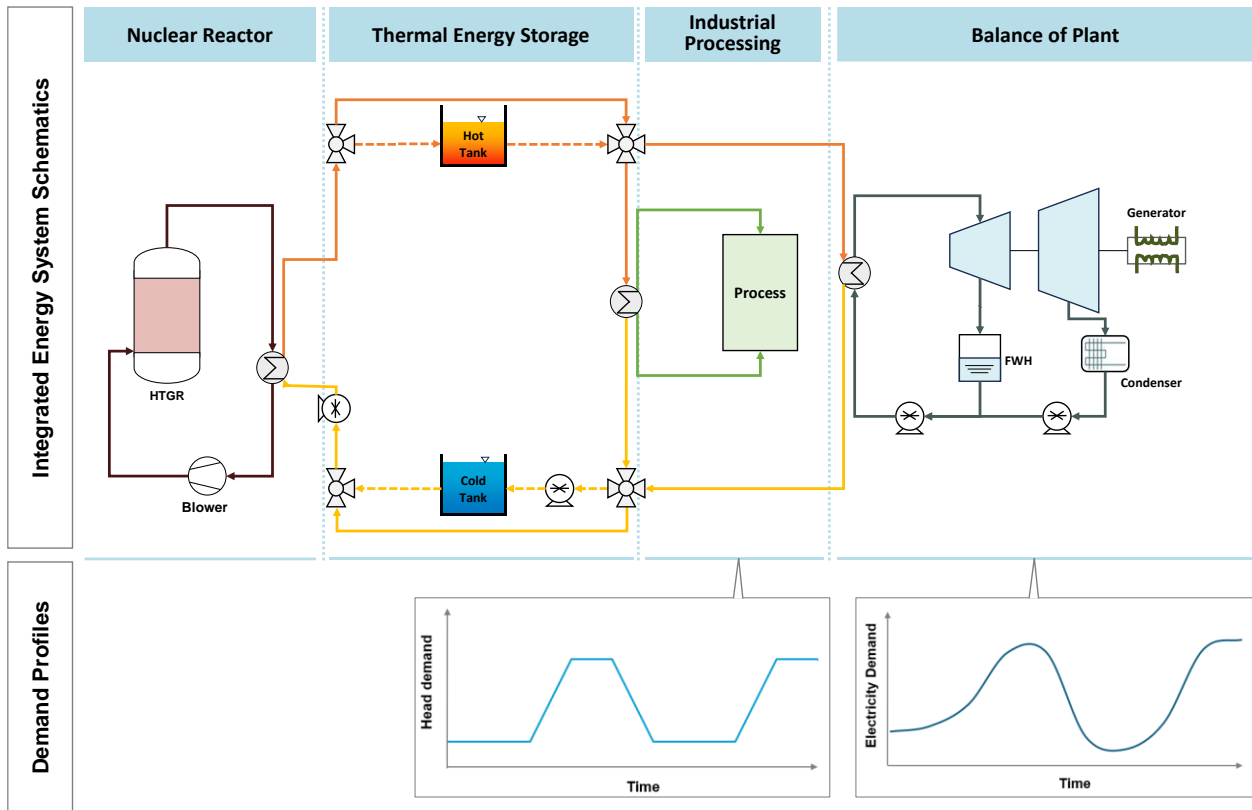 Integrated Energy System Schematics
Nuclear Reactor
Thermal Energy Storage
Industrial
Processing
Balance of Plant
Hot
Tank
Generator
Process
HTGR
FWH
Condenser
Blower
Cold
Tank
Demand Profiles
Head demand
Time
Electricity Demand
Time